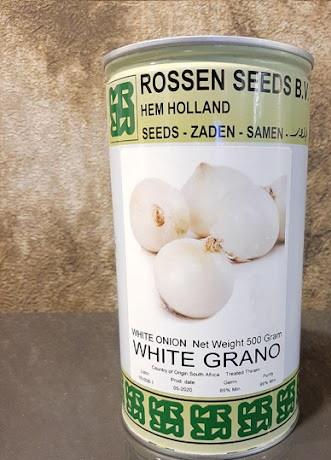 ROSSEN SEEDS B.V
HEM HOLLAND
SEEDS - ZADEN - SAMEN -
WHITE ONION Net Weight 500 Gram
WHITE GRANO
Country of Origin South Africa Treated Thiram
Lot# Prod. date Germ. Purity
05-2020 85% Min. 99% Min.